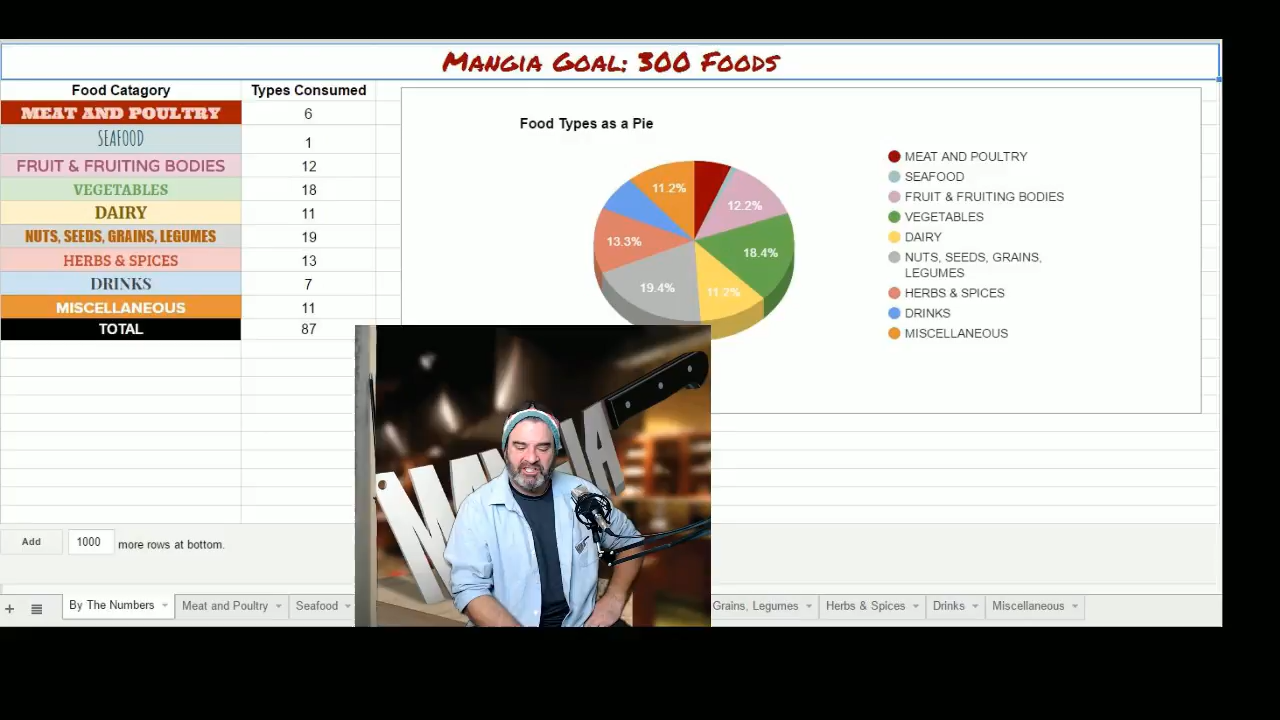 Mangia Goal: 300 Foods
Food Catagory Types Consumed
MEAT AND POULTRY 6
SEAFOOD 1
FRUIT & FRUITING BODIES 12
VEGETABLES 18
DAIRY 11
NUTS, SEEDS, GRAINS, LEGUMES 19
HERBS & SPICES 13
DRINKS 7
MISCELLANEOUS 11
TOTAL 87
Food Types as a Pie
11.2%
12.2%
13.3%
18.4%
19.4%
11.2%
MEAT AND POULTRY
SEAFOOD
FRUIT & FRUITING BODIES
VEGETABLES
DAIRY
NUTS, SEEDS, GRAINS,
LEGUMES
HERBS & SPICES
DRINKS
MISCELLANEOUS
MANGIA
Add 1000 more rows at bottom.
By The Numbers Meat and Poultry Seafood Grains, Legumes Herbs & Spices Drinks Miscellaneous